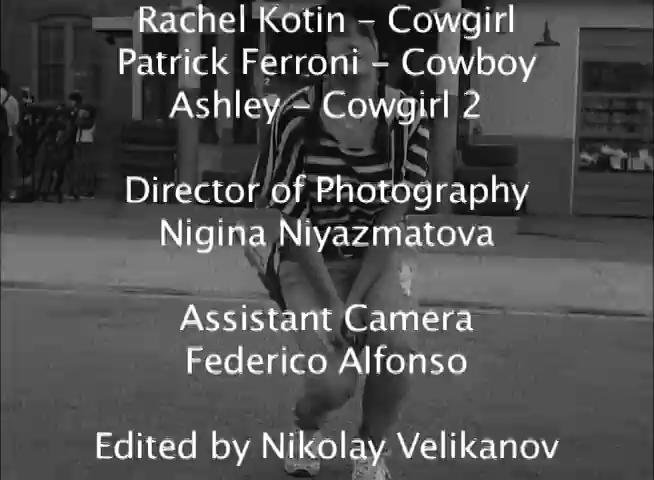 Rachel Kotin – Cowgirl
Patrick Ferroni – Cowboy
Ashley – Cowgirl 2
Director of Photography
Nigina Niyazmatova
Assistant Camera
Federico Alfonso
Edited by Nikolay Velikanov